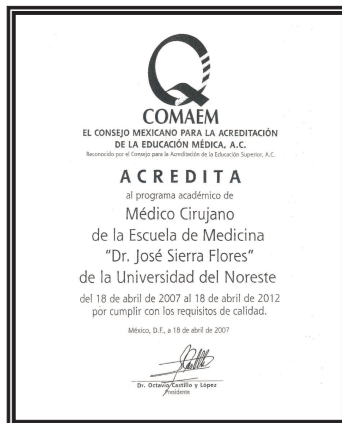 COMAEM
EL CONSEJO MEXICANO PARA LA ACREDITACIÓN
DE LA EDUCACIÓN MÉDICA, A.C.
Reconocido por el Consejo para la Acreditación de la Educación Superior, A.C.
ACREDITA
al programa académico de
Médico Cirujano
de la Escuela de Medicina
"Dr. José Sierra Flores"
de la Universidad del Noreste
del 18 de abril de 2007 al 18 de abril de 2012
por cumplir con los requisitos de calidad.
México, D.F., a 18 de abril de 2007
Dr. Octavio Castillo y López
Presidente